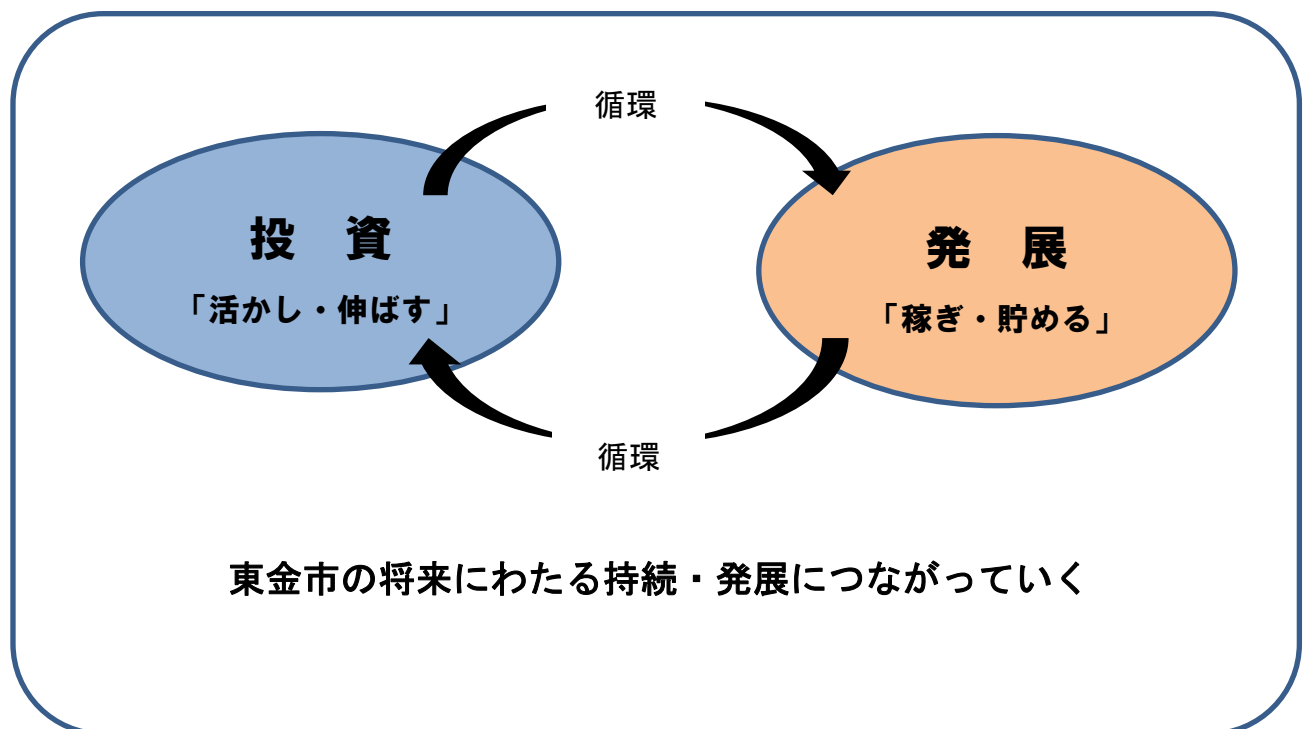 循環
投　資
「活かし・伸ばす」
発　展
「稼ぎ・貯める」
循環
東金市の将来にわたる持続・発展につながっていく